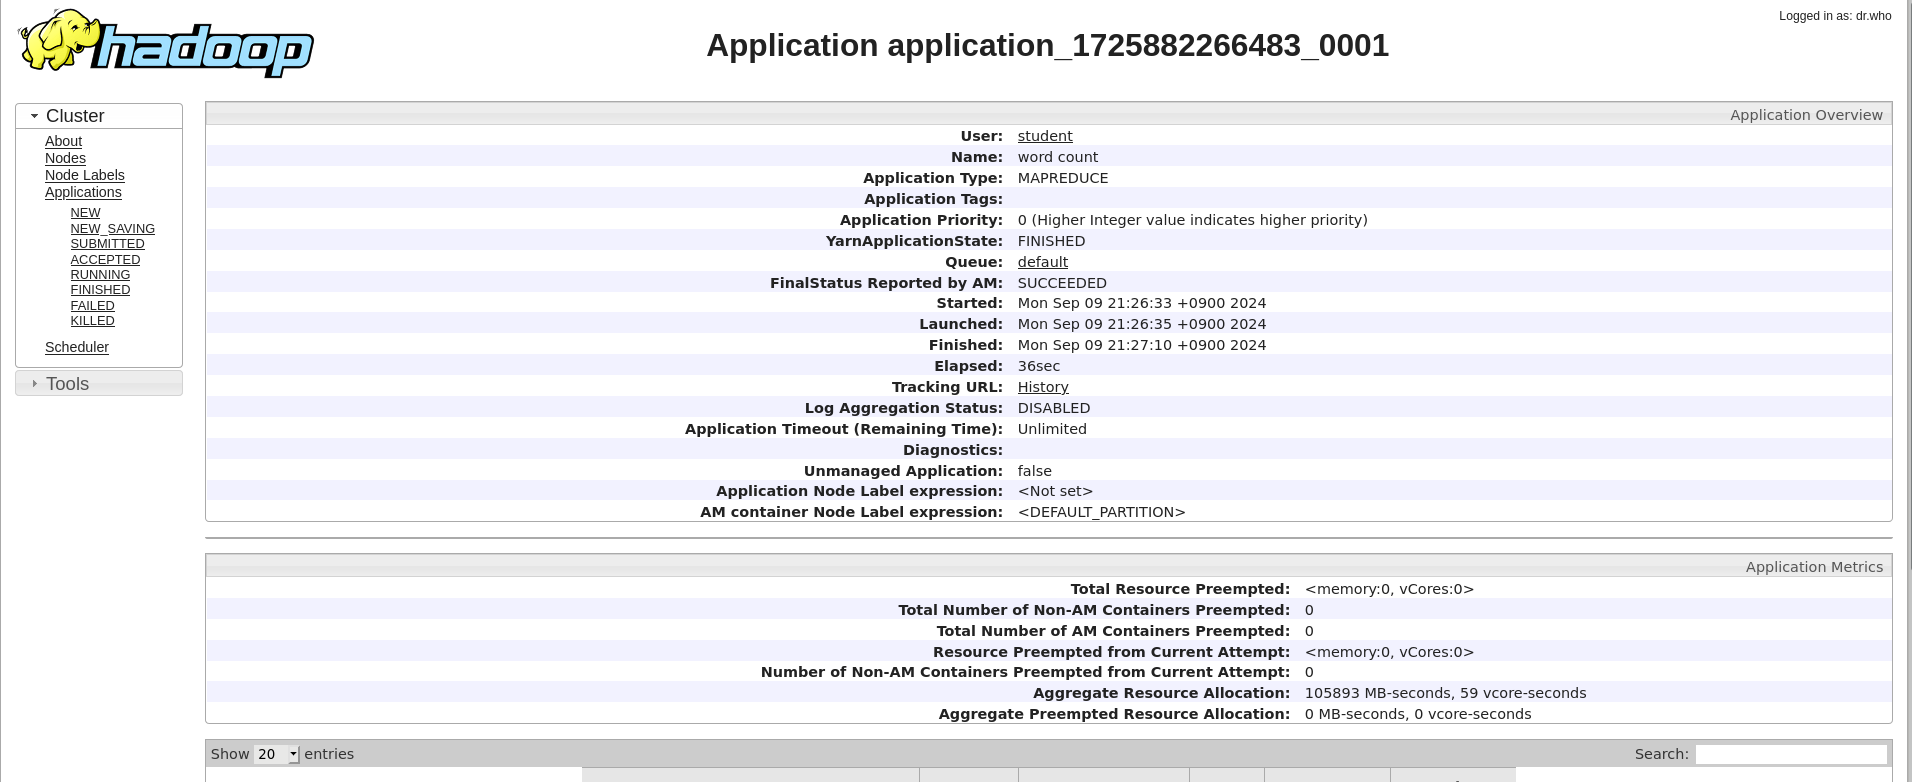 hadoop
Logged in as: dr.who
Application application_1725882266483_0001
Cluster
About
Nodes
Node Labels
Applications
NEW
NEW_SAVING
SUBMITTED
ACCEPTED
RUNNING
FINISHED
FAILED
KILLED
Scheduler
Tools
Application Overview
User: student
Name: word count
Application Type: MAPREDUCE
Application Tags:
Application Priority: 0 (Higher Integer value indicates higher priority)
YarnApplicationState: FINISHED
Queue: default
FinalStatus Reported by AM: SUCCEEDED
Started: Mon Sep 09 21:26:33 +0900 2024
Launched: Mon Sep 09 21:26:35 +0900 2024
Finished: Mon Sep 09 21:27:10 +0900 2024
Elapsed: 36sec
Tracking URL: History
Log Aggregation Status: DISABLED
Application Timeout (Remaining Time): Unlimited
Diagnostics:
Unmanaged Application: false
Application Node Label expression: <Not set>
AM container Node Label expression: <DEFAULT_PARTITION>
Application Metrics
Total Resource Preempted: <memory:0, vCores:0>
Total Number of Non-AM Containers Preempted: 0
Total Number of AM Containers Preempted: 0
Resource Preempted from Current Attempt: <memory:0, vCores:0>
Number of Non-AM Containers Preempted from Current Attempt: 0
Aggregate Resource Allocation: 105893 MB-seconds, 59 vcore-seconds
Aggregate Preempted Resource Allocation: 0 MB-seconds, 0 vcore-seconds
Show 20 entries
Search: